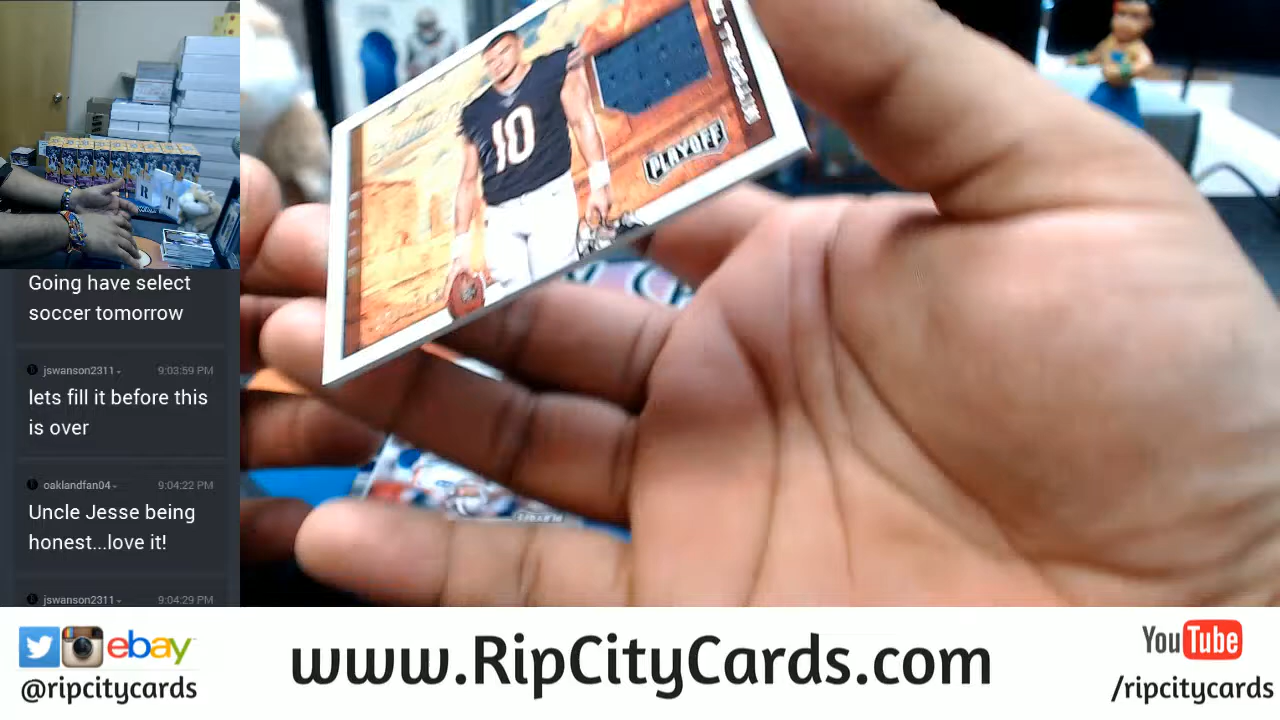 Going have select
soccer tomorrow
jswanson2311
9:03:59 PM
lets fill it before this
is over
oaklandfan04
9:04:22 PM
Uncle Jesse being
honest...love it!
jswanson2311
9:04:29 PM
10
PLAYOFF
R
T
ebay
@ripcitycards
www.RipCityCards.com
YouTube
/ripcitycards